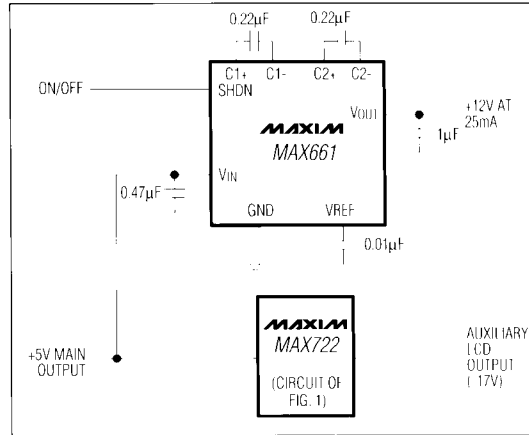 0.22µF 0.22µF
C1+ C1- C2+ C2-
ON/OFF
SHDN
VOUT
+12V AT
25mA
MAXIM
1µF
MAX661
VIN
0.47µF
GND VREF
0.01µF
MAXIM
MAX722
+5V MAIN
OUTPUT
(CIRCUIT OF
FIG. 1)
AUXILIARY
LCD
OUTPUT
( 17V)